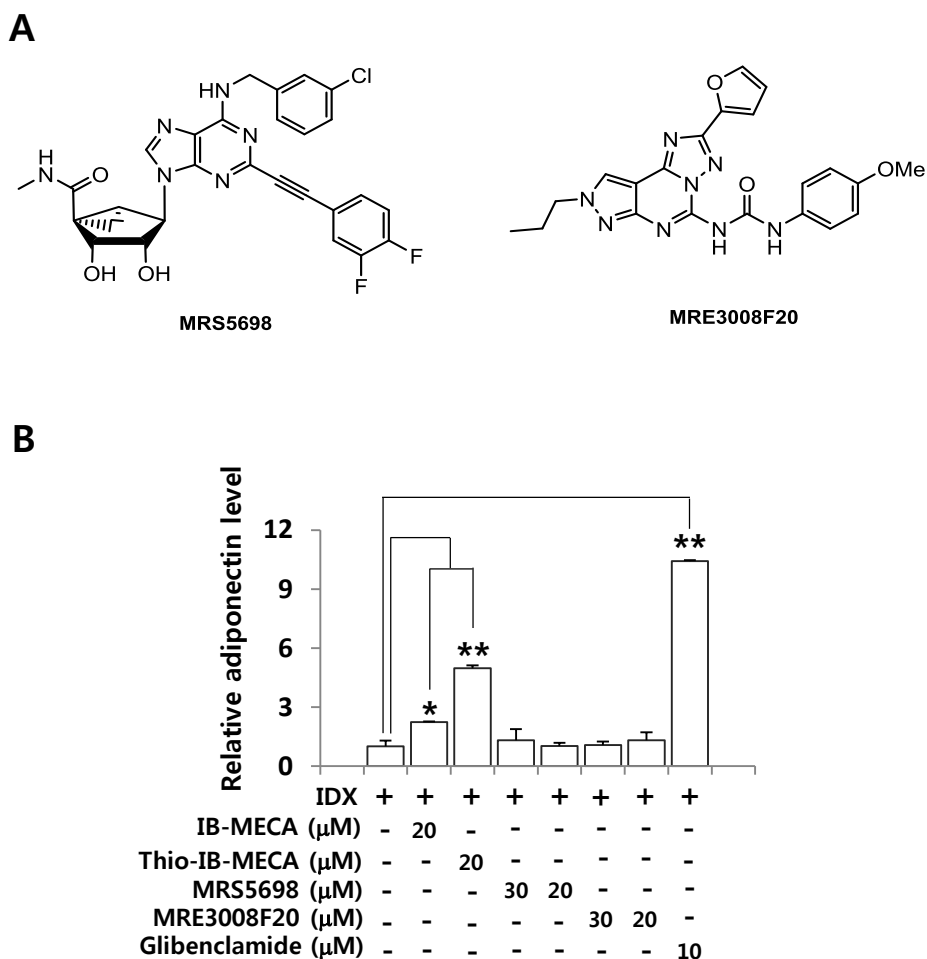 A
HN
Cl
N
N
N
N
H
N
O
OH
OH
F
F
MRS5698
O
N
N
N
N
N
N
O
N
H
N
H
OMe
MRE3008F20
B
Relative adiponectin level
12
9
6
3
0
*
**
**
IDX + + + + + + + +
IB-MECA (µM) - 20 - - - - - -
Thio-IB-MECA (µM) - - 20 - - - - -
MRS5698 (µM) - - - 30 20 - - -
MRE3008F20 (µM) - - - - - 30 20 -
Glibenclamide (µM) - - - - - - - 10